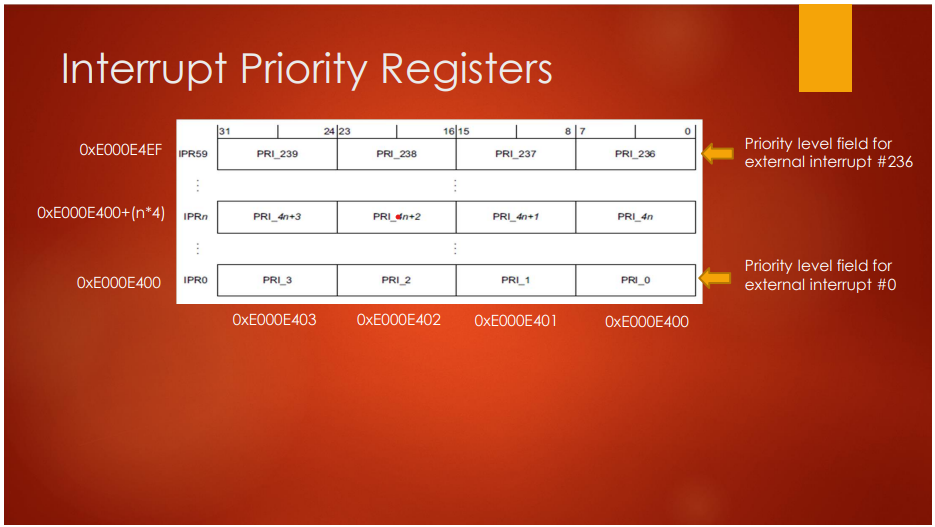 Interrupt Priority Registers
31 24 23 16 15 8 7 0
0xE000E4EF IPR59 PRI_239 PRI_238 PRI_237 PRI_236 Priority level field for
external interrupt #236
0xE000E400+(n*4) IPRn PRI_4n+3 PRI_4n+2 PRI_4n+1 PRI_4n
0xE000E400 IPR0 PRI_3 PRI_2 PRI_1 PRI_0 Priority level field for
external interrupt #0
0xE000E403 0xE000E402 0xE000E401 0xE000E400